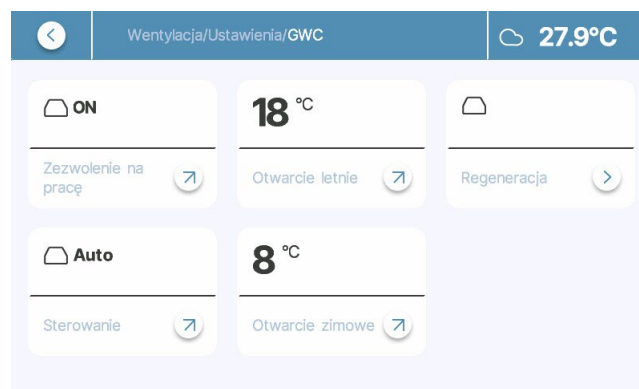 Wentylacja/Ustawienia/GWC
27.9°C
ON
18 °C
Zezwolenie na
pracę
Otwarcie letnie
Regeneracja
Auto
8 °C
Sterowanie
Otwarcie zimowe